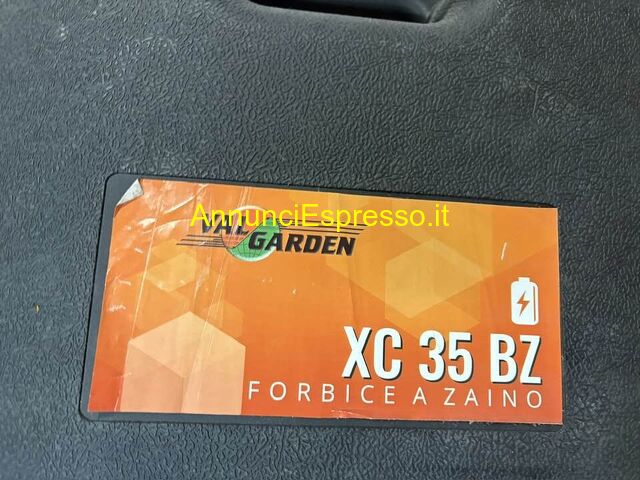 AnnunciEspresso.it
VAL
GARDEN
XC 35 BZ
FORBICE A ZAINO